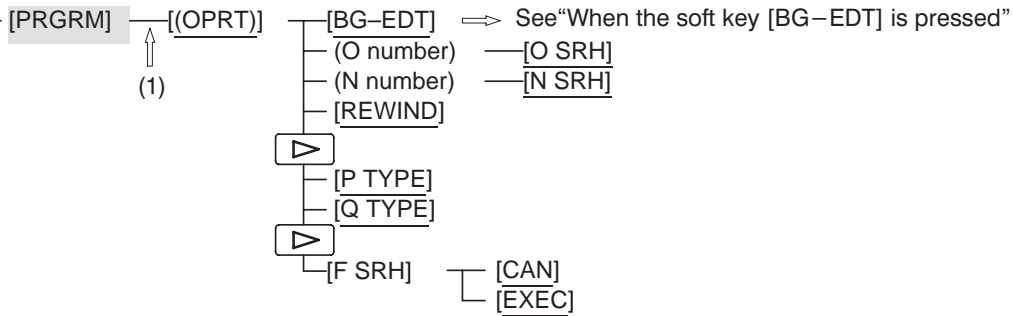 [PRGRM] [(OPRT)] [BG–EDT] See“When the soft key [BG–EDT] is pressed”
(1)
(O number) [O SRH]
(N number) [N SRH]
[REWIND]
[P TYPE]
[Q TYPE]
[F SRH] [CAN]
[EXEC]